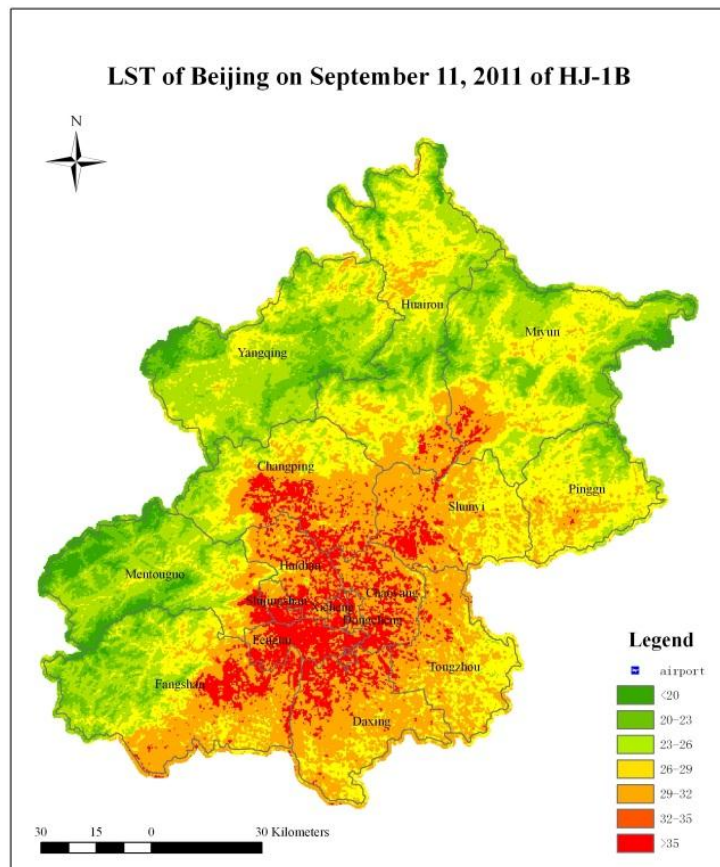 LST of Beijing on September 11, 2011 of HJ-1B
N
Huairou
Miyun
Yangqing
Changping
Pinggu
Shunyi
Mentougno
Haidian
Shijingshan
Chaoyang
Xicheng
Dongcheng
Fengtai
Tongzhou
Fangshan
Daxing
Legend
airport
<20
20-23
23-26
26-29
29-32
32-35
>35
30 15 0 30 Kilometers